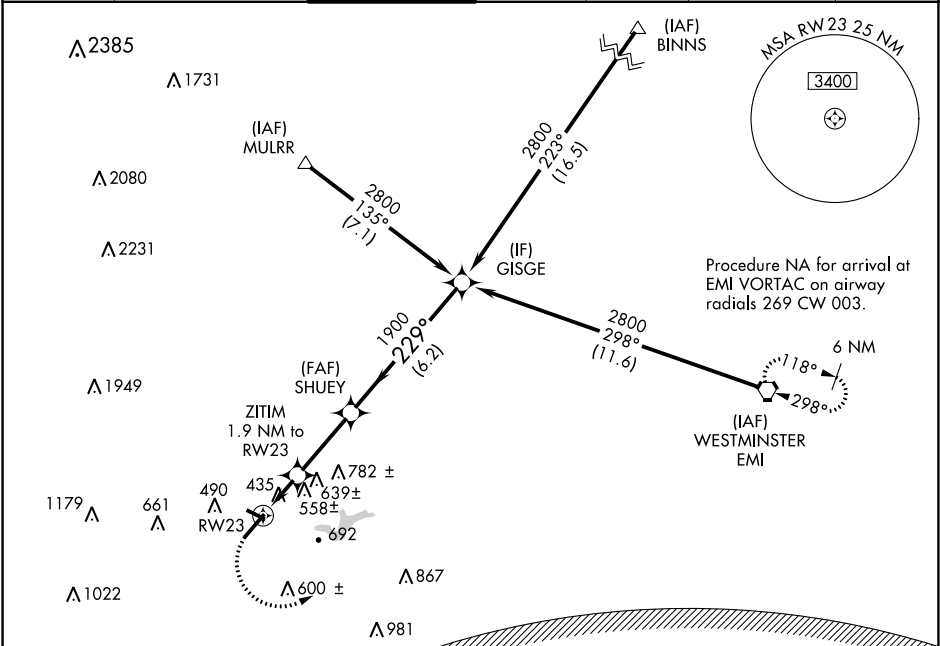 2385
1731
(IAF)
BINNS
MSA RW23 25 NM
3400
(IAF)
MULRR
2800
223°
(16.5)
2080
2800
135°
(7.1)
2231
(IF)
GISGE
Procedure NA for arrival at
EMI VORTAC on airway
radials 269 CW 003.
1900
229°
(6.2)
2800
298°
(11.6)
6 NM
118°
298°
(FAF)
SHUEY
1949
ZITIM
1.9 NM to
RW23
(IAF)
WESTMINSTER
EMI
782 ±
435
639±
558±
1179
661
490
RW23
692
1022
600 ±
867
981